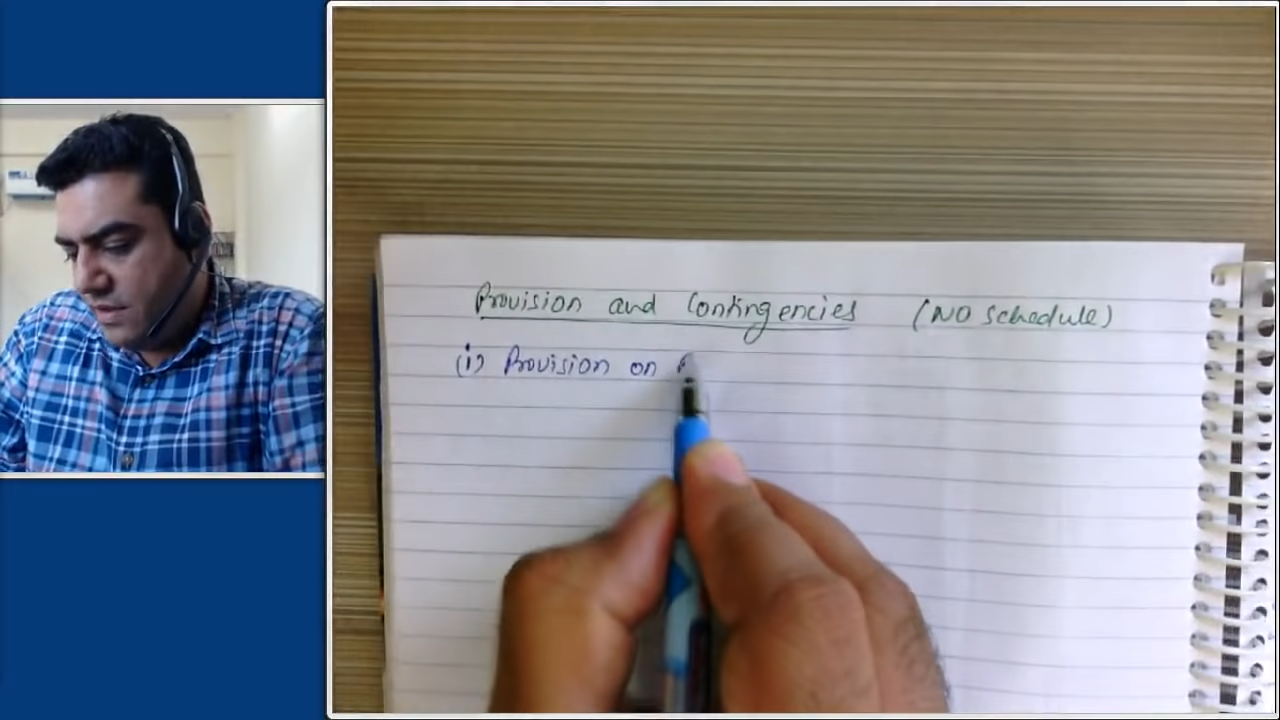 Provision and Contingencies (NO Schedule)
(i) Provision on